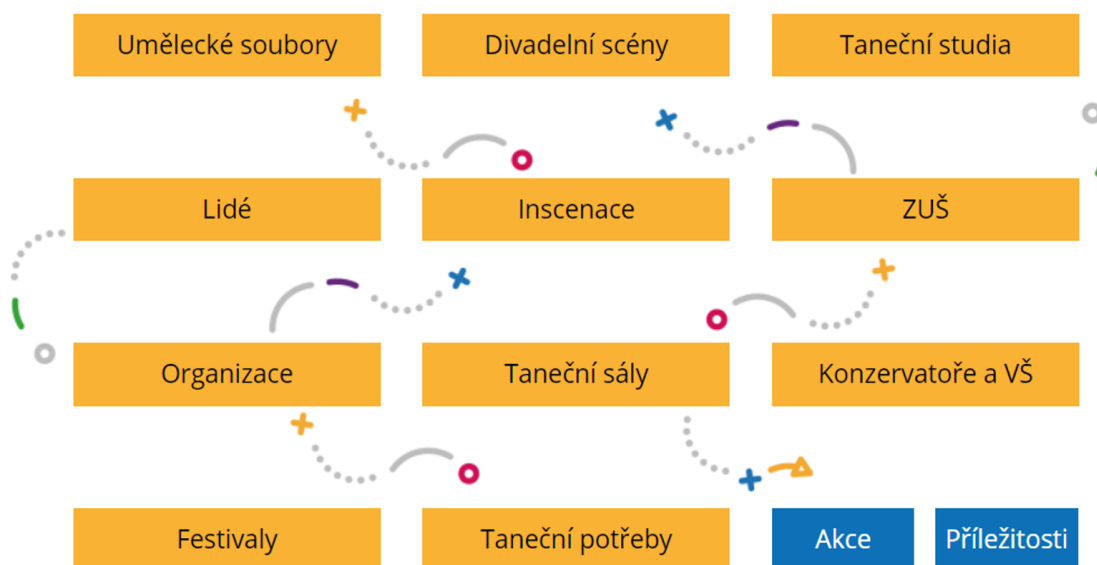 Umělecké soubory
Divadelní scény
Taneční studia
Lidé
Inscenace
ZUŠ
Organizace
Taneční sály
Konzervatoře a VŠ
Festivaly
Taneční potřeby
Akce
Příležitosti